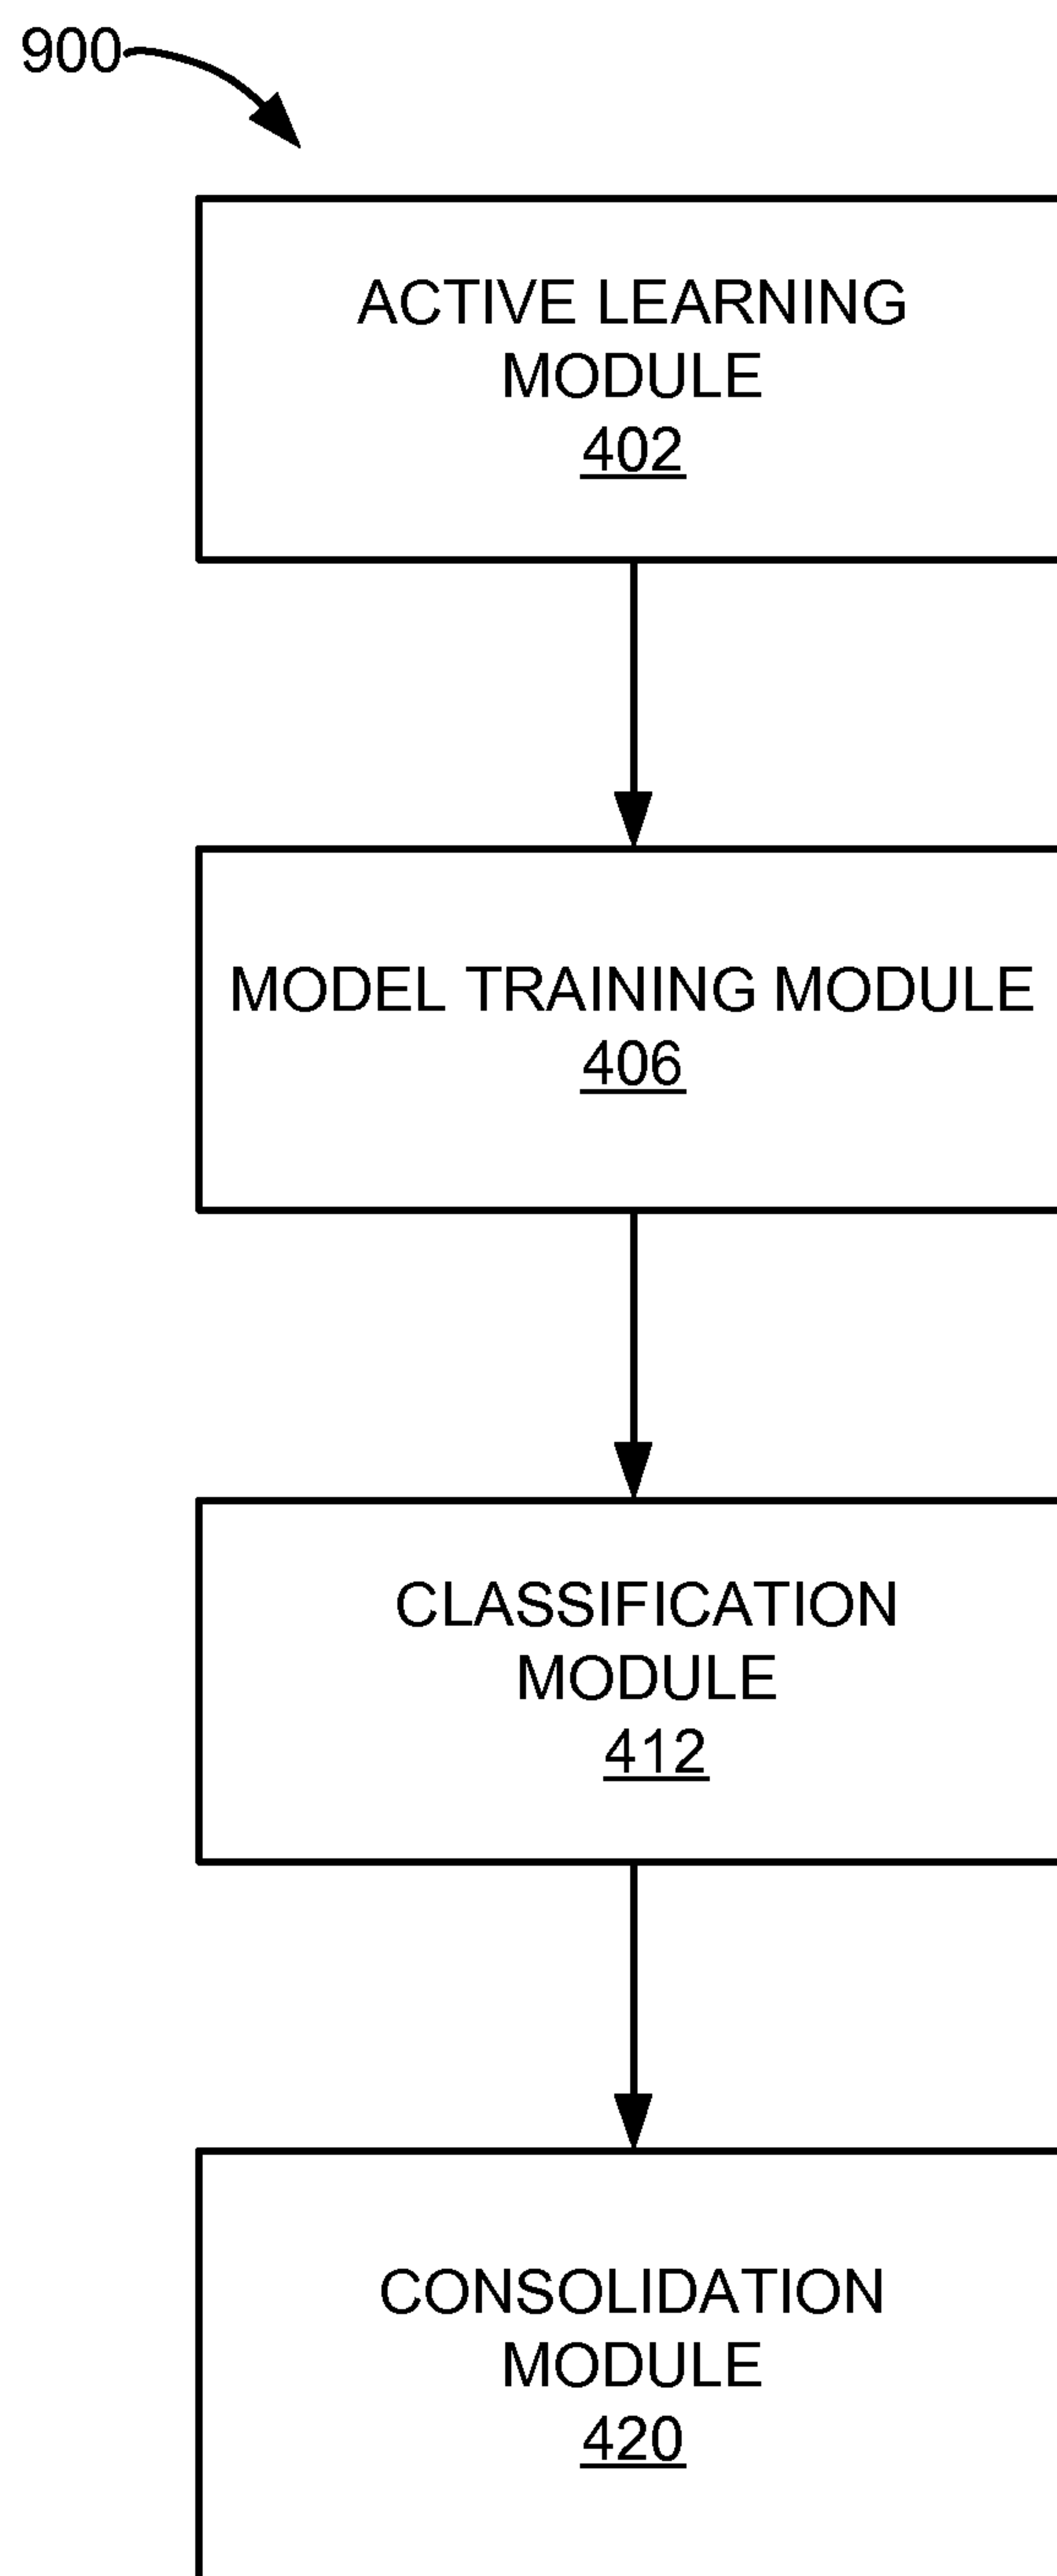 900
ACTIVE LEARNING
MODULE
402
MODEL TRAINING MODULE
406
CLASSIFICATION
MODULE
412
CONSOLIDATION
MODULE
420